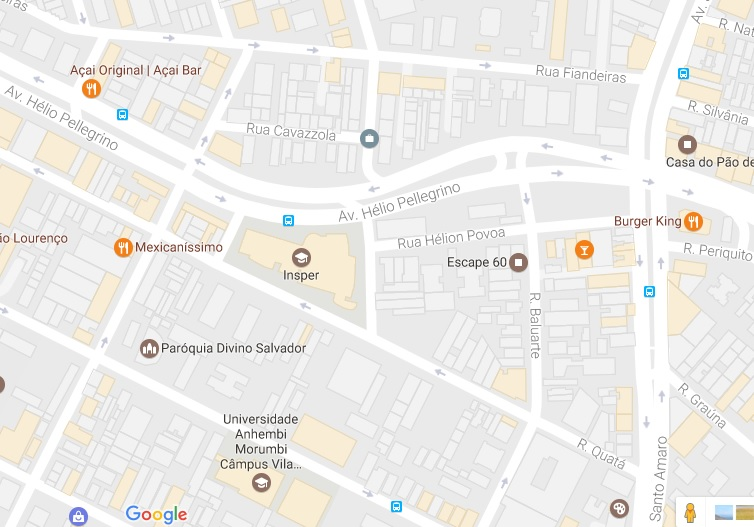 Av.
R. Nat
Açai Original | Açai Bar
Rua Fiandeiras
Av. Hélio Pellegrino
R. Silvânia
Rua Cavazzola
Casa do Pão de
Av. Hélio Pellegrino
Burger King
ão Lourenço
Mexicaníssimo
Rua Hélion Povoa
R. Periquito
Insper
Escape 60
R. Baluarte
Paróquia Divino Salvador
R. Graúna
Universidade
Anhembi
Morumbi
Câmpus Vila...
R. Quatá
Santo Amaro
Google